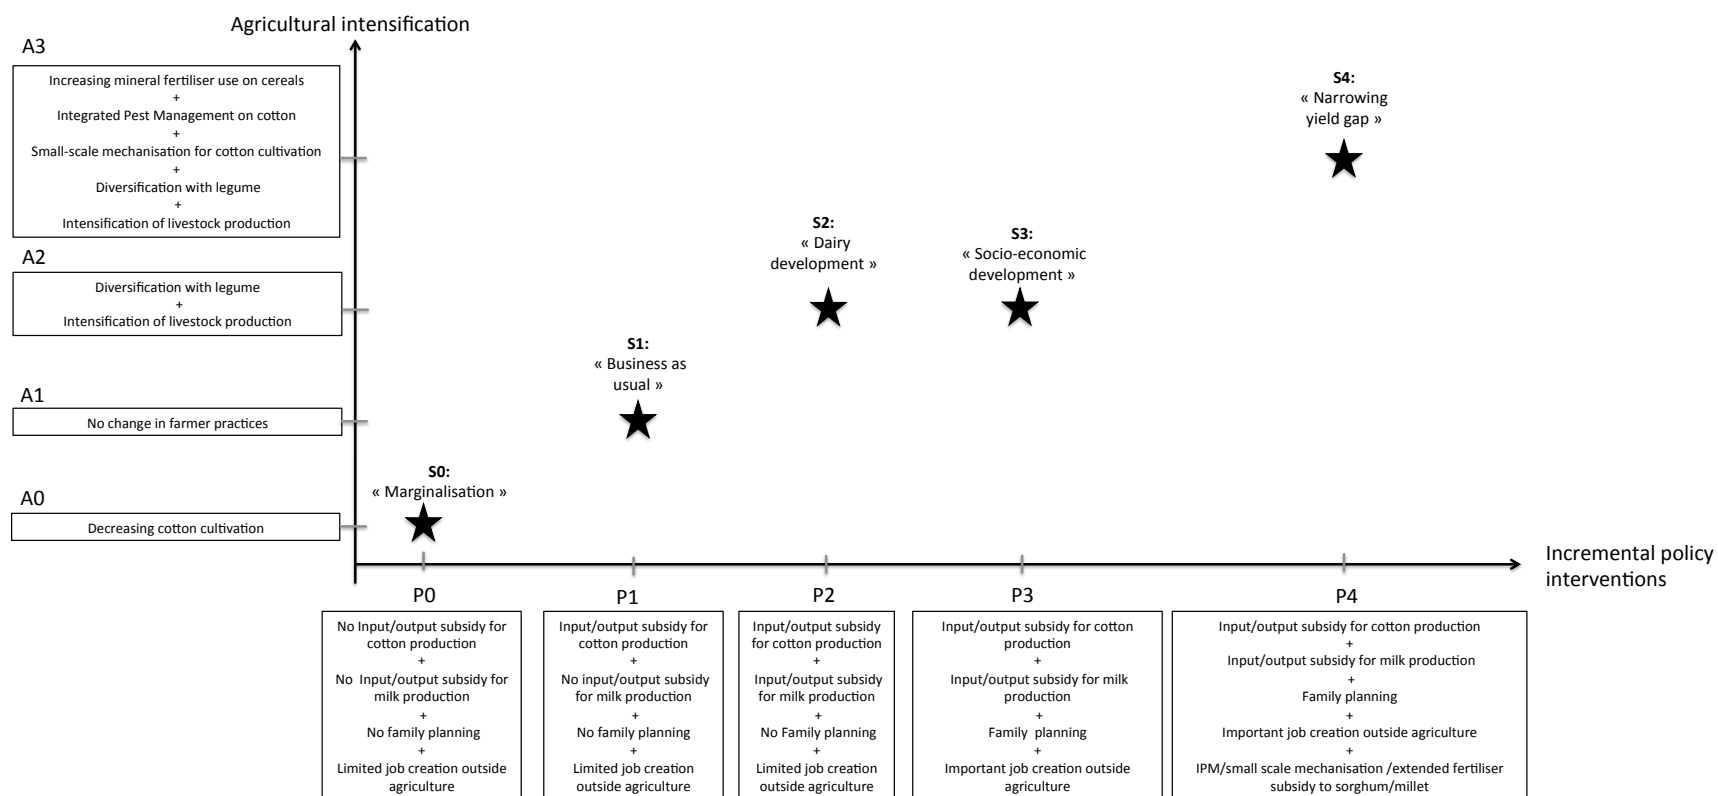 Agricultural intensification
A3
Increasing mineral fertiliser use on cereals
+
Integrated Pest Management on cotton
+
Small-scale mechanisation for cotton cultivation
+
Diversification with legume
+
Intensification of livestock production
A2
Diversification with legume
+
Intensification of livestock production
A1
No change in farmer practices
A0
Decreasing cotton cultivation
S0:
« Marginalisation »
S1:
« Business as
usual »
S2:
« Dairy
development »
S3:
« Socio-economic
development »
S4:
« Narrowing
yield gap »
Incremental policy
interventions
P0
No Input/output subsidy for
cotton production
+
No Input/output subsidy for
milk production
+
No family planning
+
Limited job creation outside
agriculture
P1
Input/output subsidy for
cotton production
+
No input/output subsidy
for milk production
+
No family planning
+
Limited job creation
outside agriculture
P2
Input/output subsidy
for cotton production
+
Input/output subsidy
for milk production
+
No Family planning
+
Limited job creation
outside agriculture
P3
Input/output subsidy for cotton
production
+
Input/output subsidy for milk
production
+
Family planning
+
Important job creation outside
agriculture
P4
Input/output subsidy for cotton production
+
Input/output subsidy for milk production
+
Family planning
+
Important job creation outside agriculture
+
IPM/small scale mechanisation /extended fertiliser
subsidy to sorghum/millet